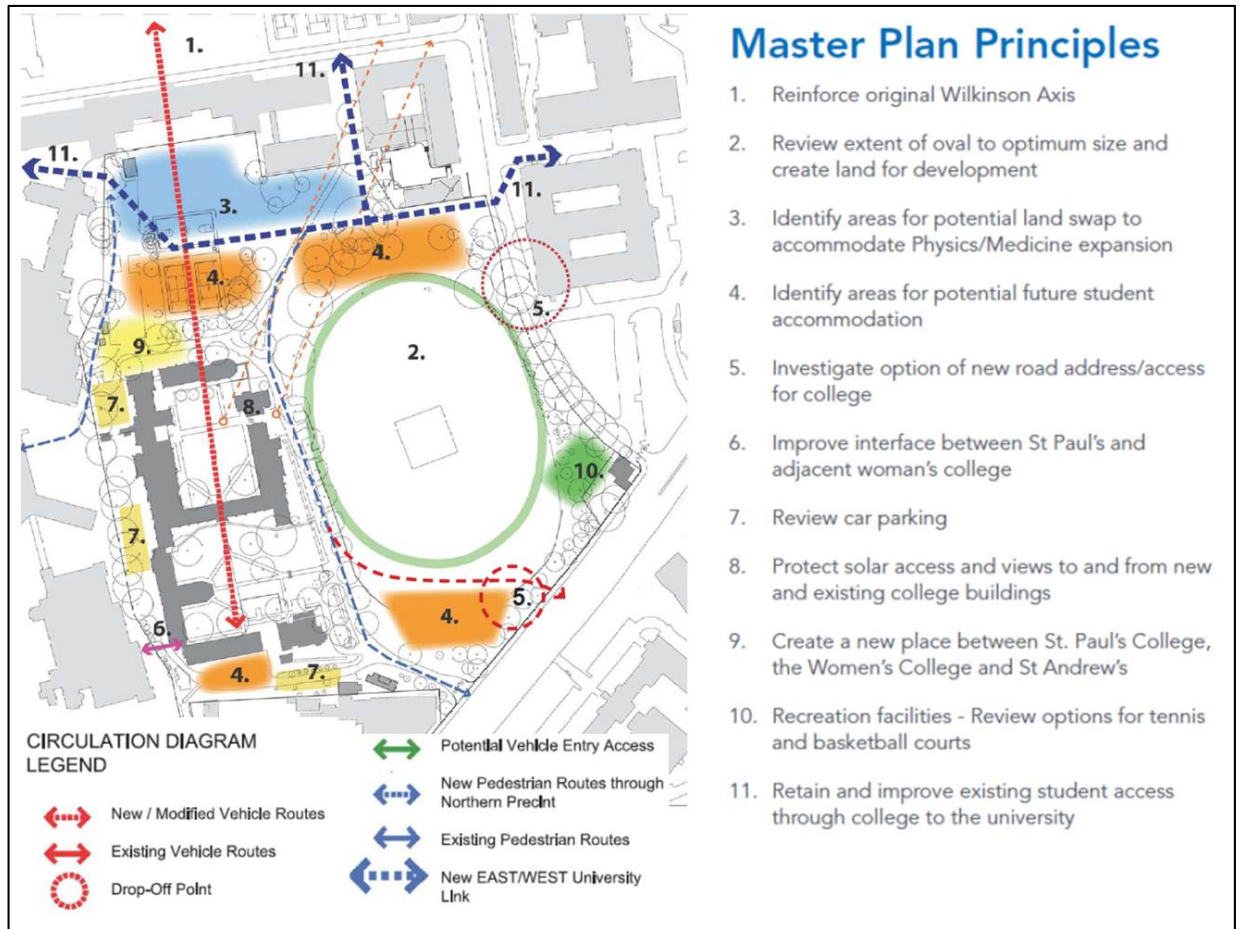 1.
11.
11.
11.
3.
4.
4.
5.
9.
2.
7.
8.
10.
7.
5.
4.
6.
4.
7.
CIRCULATION DIAGRAM
LEGEND
New / Modified Vehicle Routes
Existing Vehicle Routes
Drop-Off Point
Potential Vehicle Entry Access
New Pedestrian Routes through
Northern Precint
Existing Pedestrian Routes
New EAST/WEST University
LInk
Master Plan Principles
1. Reinforce original Wilkinson Axis
2. Review extent of oval to optimum size and
create land for development
3. Identify areas for potential land swap to
accommodate Physics/Medicine expansion
4. Identify areas for potential future student
accommodation
5. Investigate option of new road address/access
for college
6. Improve interface between St Paul's and
adjacent woman's college
7. Review car parking
8. Protect solar access and views to and from new
and existing college buildings
9. Create a new place between St. Paul's College,
the Women's College and St Andrew's
10. Recreation facilities - Review options for tennis
and basketball courts
11. Retain and improve existing student access
through college to the university